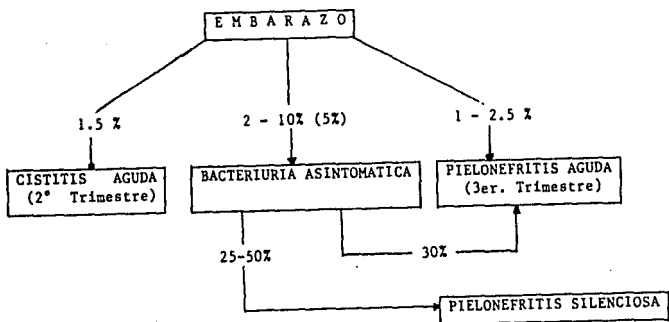 E M B A R A Z O
1.5 %
2 - 10% (5%)
1 - 2.5 %
CISTITIS AGUDA
(2° Trimestre)
BACTERIURIA ASINTOMATICA
PIELONEFRITIS AGUDA
(3er. Trimestre)
25-50%
30%
PIELONEFRITIS SILENCIOSA